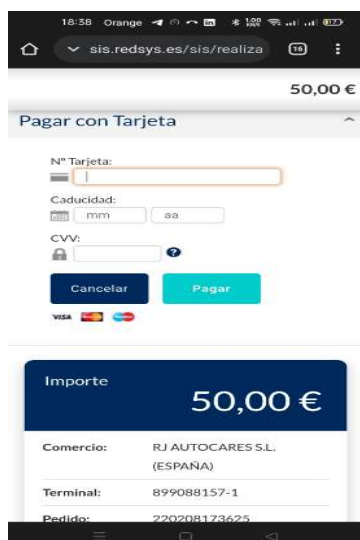 18:38 Orange
sis.redsys.es/sis/realiza
16
50,00 €
Pagar con Tarjeta
Nº Tarjeta:
Caducidad:
mm aa
CVV:
Cancelar Pagar
VISA
Importe
50,00 €
Comercio: RJ AUTOCARES S.L.
(ESPAÑA)
Terminal: 899088157-1
Pedido: 220208173625